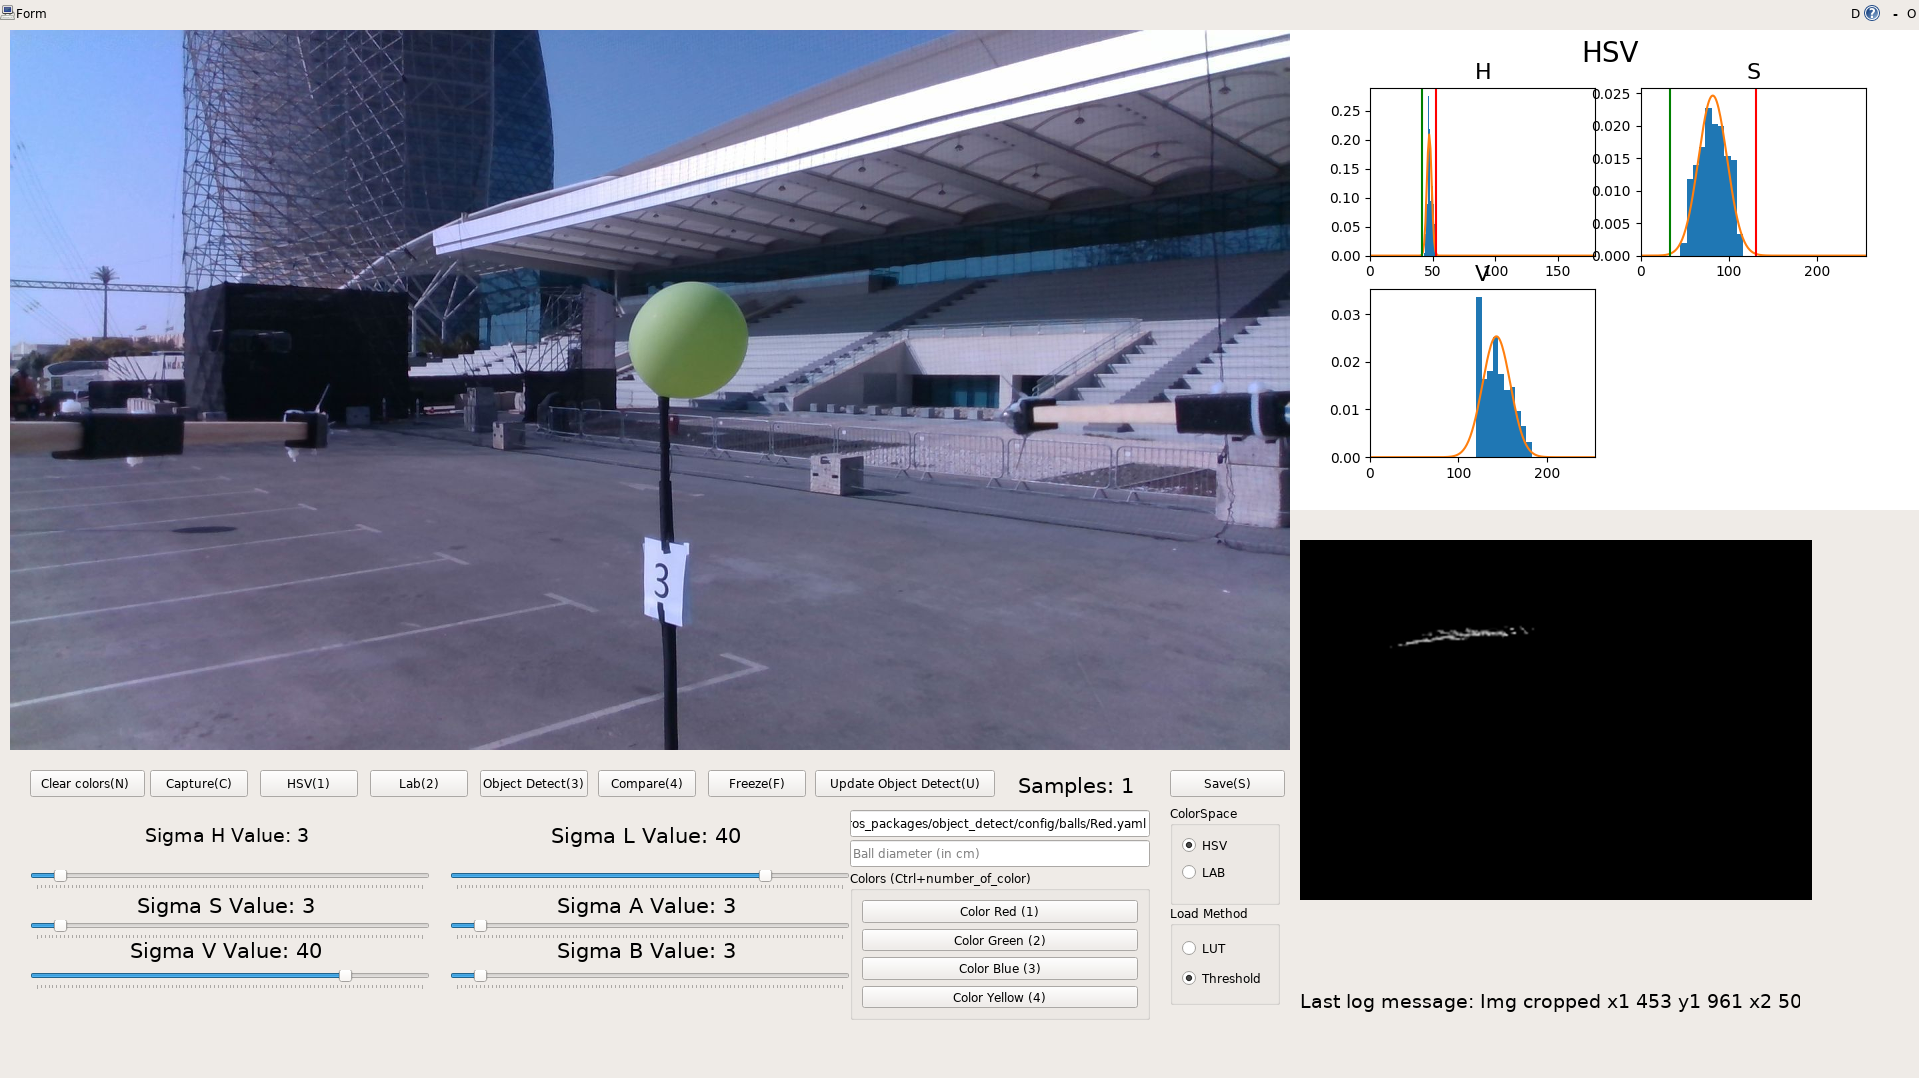 Form
D ? - O
HSV
H
S
0.25
0.20
0.15
0.10
0.05
0.00
0 50 100 150
0.025
0.020
0.015
0.010
0.005
0.000
0 100 200
V
0.03
0.02
0.01
0.00
0 100 200
3
Clear colors(N) Capture(C) HSV(1) Lab(2) Object Detect(3) Compare(4) Freeze(F) Update Object Detect(U) Samples: 1 Save(S)
Sigma H Value: 3
Sigma S Value: 3
Sigma V Value: 40
Sigma L Value: 40
Sigma A Value: 3
Sigma B Value: 3
ros_packages/object_detect/config/balls/Red.yaml
Ball diameter (in cm)
Colors (Ctrl+number_of_color)
Color Red (1)
Color Green (2)
Color Blue (3)
Color Yellow (4)
ColorSpace
HSV
LAB
Load Method
LUT
Threshold
Last log message: Img cropped x1 453 y1 961 x2 50